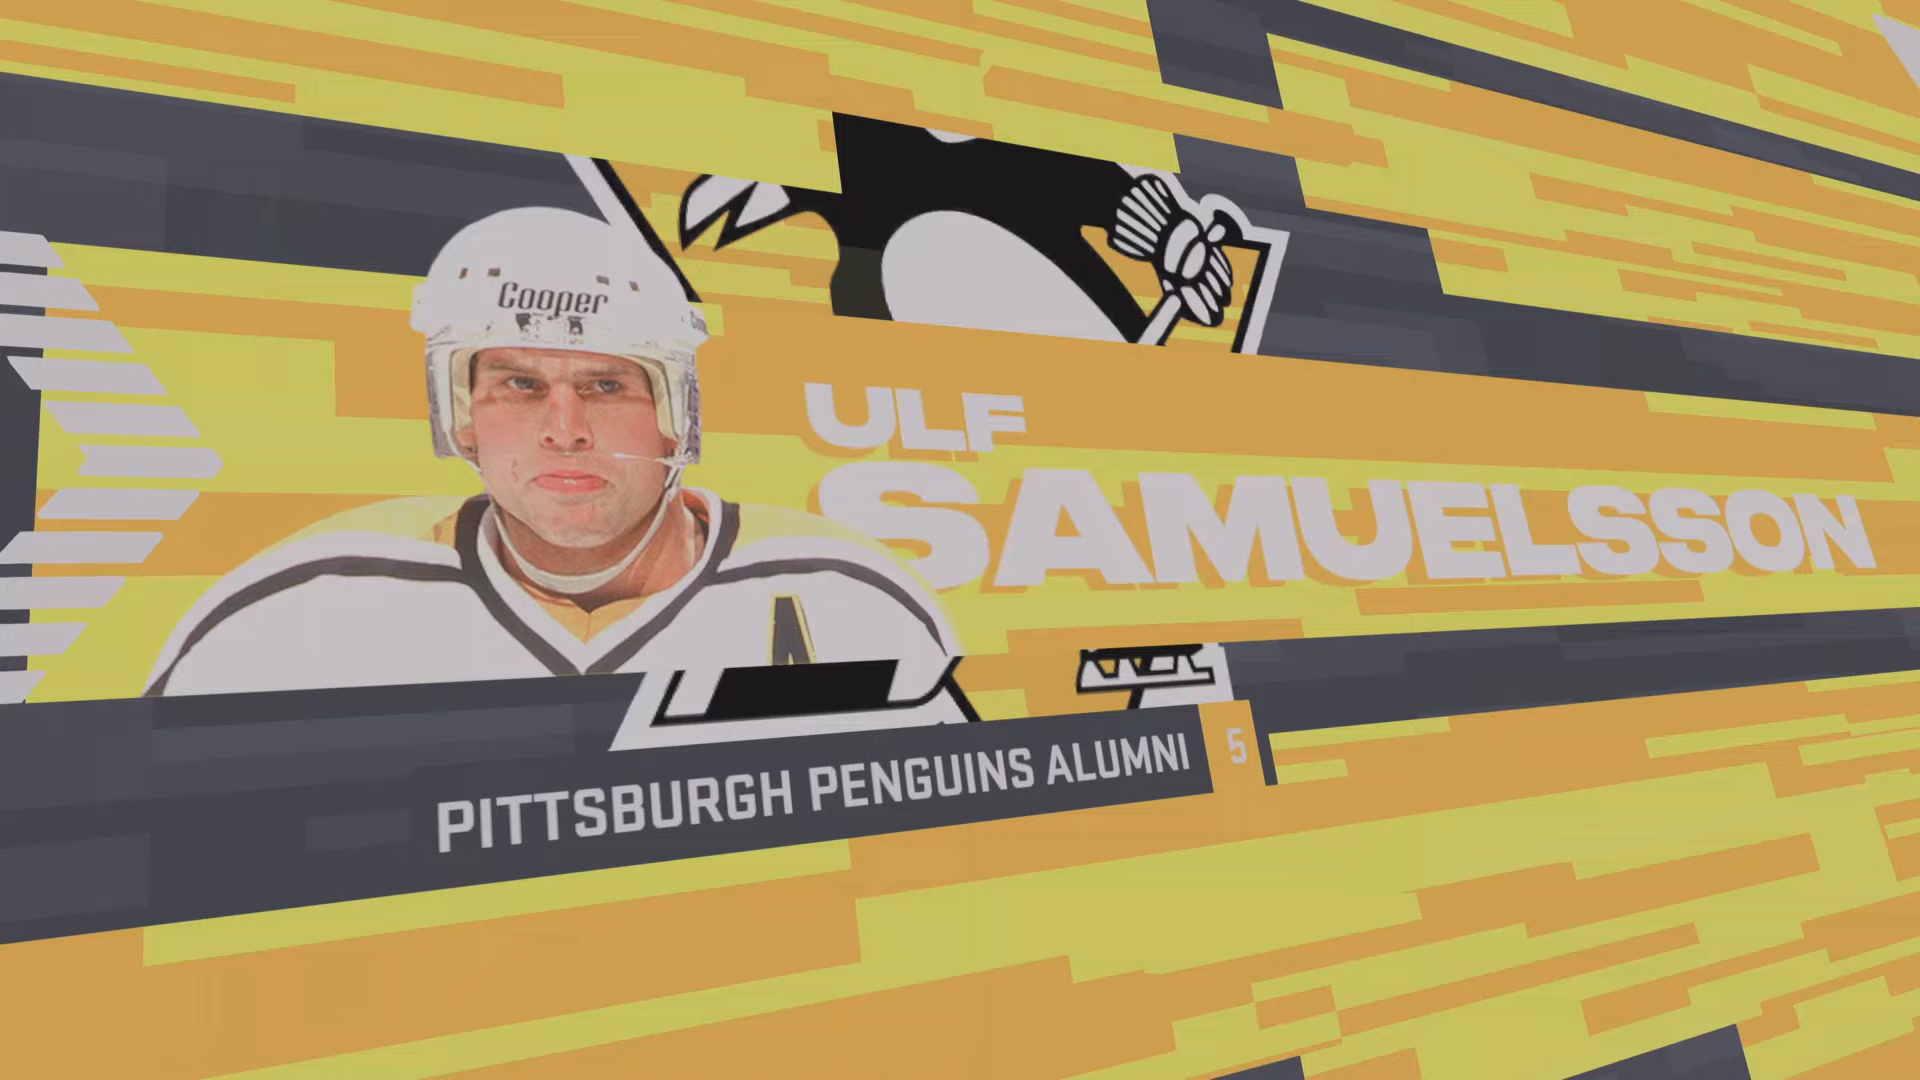 Cooper
ULF
SAMUELSSON
A
PITTSBURGH PENGUINS ALUMNI 5